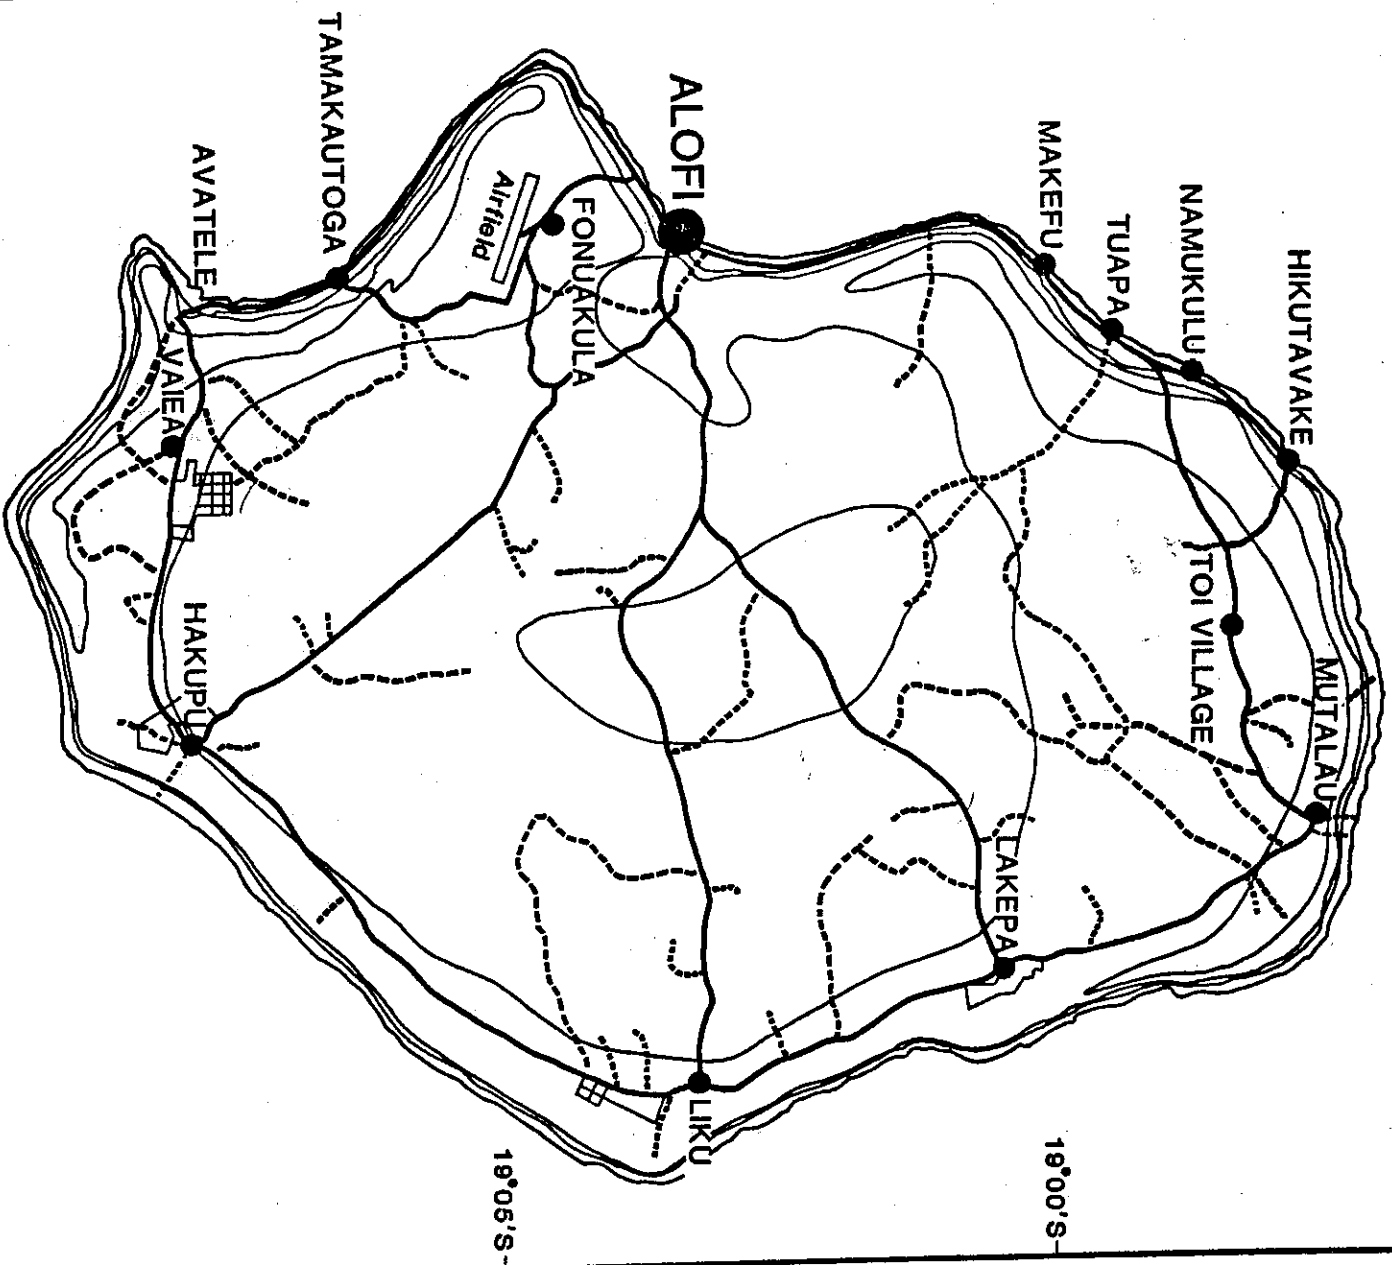 HIKUTAVAKE
NAMUKULU
TUAPA
MAKEFU
MUTALAU
TOI VILLAGE
ALOFI
LAKEPA
19°00'S
FONUAKULA
Airfield
LIKU
TAMAKAUTOGA
19°05'S
AVATELE
VAIEA
HAKUPU